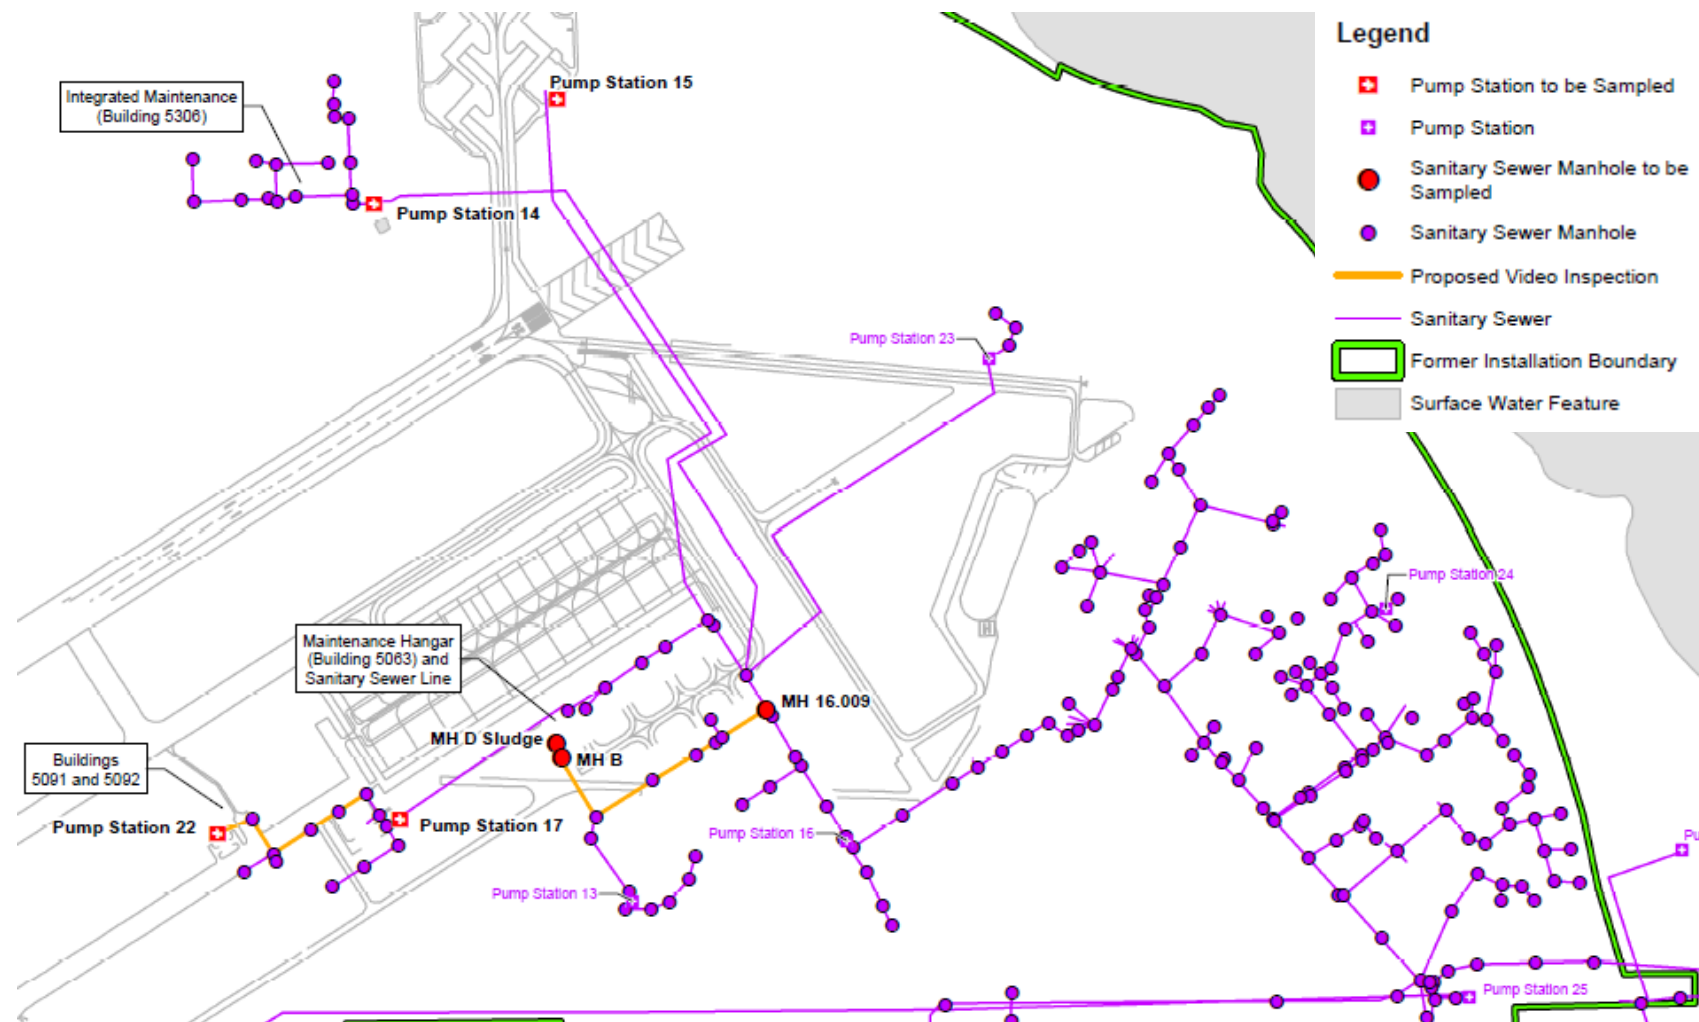 Legend
Pump Station to be Sampled
Pump Station
Sanitary Sewer Manhole to be
Sampled
Sanitary Sewer Manhole
Proposed Video Inspection
Sanitary Sewer
Former Installation Boundary
Surface Water Feature
Pump Station 15
Integrated Maintenance
(Building 5306)
Pump Station 14
Pump Station 23
Pump Station 24
Maintenance Hangar
(Building 5063) and
Sanitary Sewer Line
MH 16.009
MH D Sludge
MH B
Buildings
5091 and 5092
Pump Station 22
Pump Station 17
Pump Station 16
Pump Station 13
Pu
Pump Station 25
H